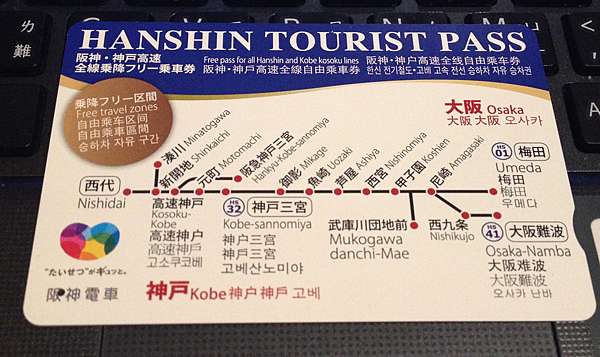 HANSHIN TOURIST PASS
阪神・神戸高速
全線乗降フリー乗車券
Free pass for all Hanshin and Kobe kosoku lines
阪神・神戸高速全線自由乗車券
阪神・神户高速全线自由乘车券
한신 전기철도・고베 고속 전선 승하차 자유 승차권
乗降フリー区間
Free travel zones
自由乘车区间
自由乘車區間
승하차 자유 구간
大阪 Osaka
大阪 大阪 오사카
湊川 Minatogawa
新開地 Shinkaichi
元町 Motomachi
阪急神戸三宮
Hankyu-Kobe-sannomiya
御影 Mikage
魚崎 Uozaki
芦屋 Ashiya
西宮 Nishinomiya
甲子園 Koshien
尼崎 Amagasaki
HS
01
梅田
Umeda
梅田
梅田
우메다
西代
Nishidai
高速神戸
Kosoku-
Kobe
高速神户
高速神戶
고소쿠코베
HS
32
神戸三宮
Kobe-sannomiya
神户三宫
神戶三宮
고베산노미야
武庫川団地前
Mukogawa
danchi-Mae
西九条
Nishikujo
HS
41
大阪難波
Osaka-Namba
大阪难波
大阪難波
오사카 난바
"たいせつ"がギュッと。
阪神電車
神戸 Kobe 神户 神戶 고베
ㄌ
難